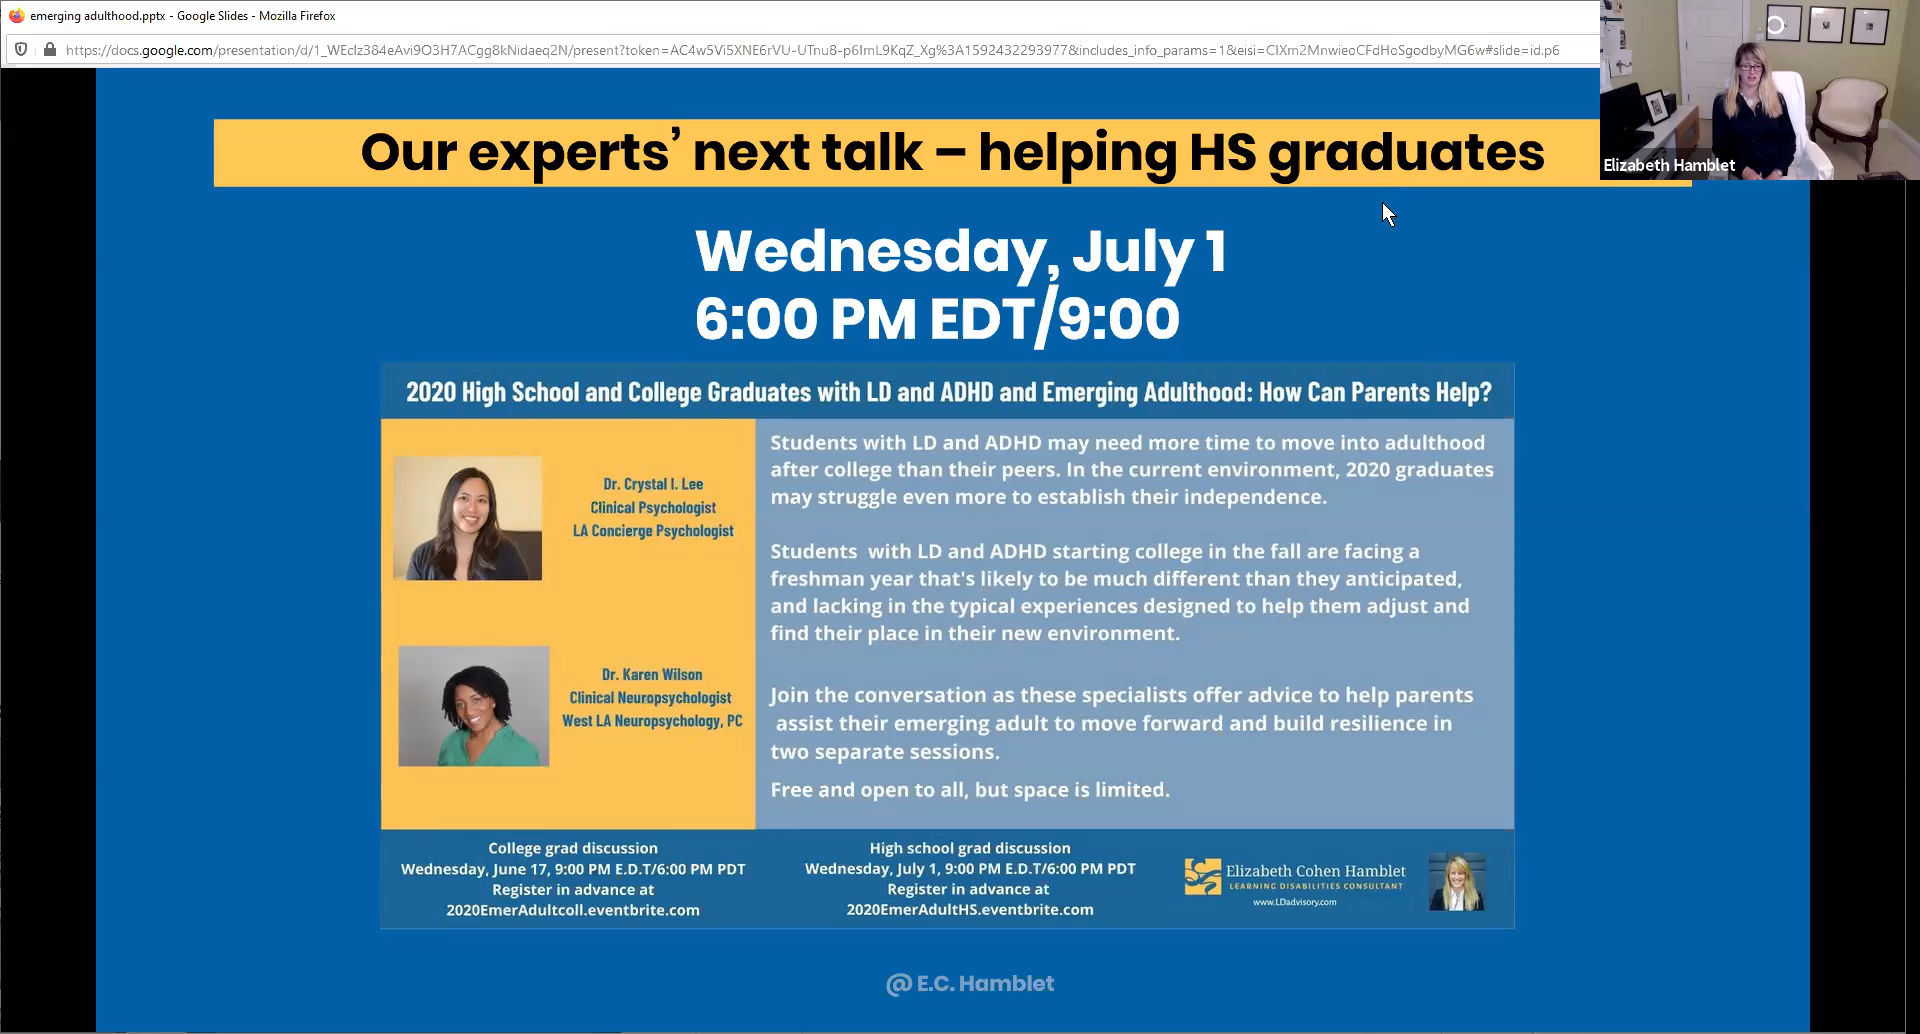 emerging adulthood.pptx - Google Slides - Mozilla Firefox
https://docs.google.com/presentation/d/1_WEcIz384eAvi9O3H7ACgg8kNidaeq2N/present?token=AC4w5Vi5XNE6rVU-UTnu8-p6ImL9KqZ_Xg%3A1592432293977&includes_info_params=1&eisi=CIXm2MnwieoCFdHoSgodbyMG6w#slide=id.p6
Elizabeth Hamblet
Our experts’ next talk – helping HS graduates
Wednesday, July 1
6:00 PM EDT/9:00
2020 High School and College Graduates with LD and ADHD and Emerging Adulthood: How Can Parents Help?
Dr. Crystal I. Lee
Clinical Psychologist
LA Concierge Psychologist
Dr. Karen Wilson
Clinical Neuropsychologist
West LA Neuropsychology, PC
Students with LD and ADHD may need more time to move into adulthood
after college than their peers. In the current environment, 2020 graduates
may struggle even more to establish their independence.
Students with LD and ADHD starting college in the fall are facing a
freshman year that's likely to be much different than they anticipated,
and lacking in the typical experiences designed to help them adjust and
find their place in their new environment.
Join the conversation as these specialists offer advice to help parents
assist their emerging adult to move forward and build resilience in
two separate sessions.
Free and open to all, but space is limited.
College grad discussion
Wednesday, June 17, 9:00 PM E.D.T/6:00 PM PDT
Register in advance at
2020EmerAdultcoll.eventbrite.com
High school grad discussion
Wednesday, July 1, 9:00 PM E.D.T/6:00 PM PDT
Register in advance at
2020EmerAdultHS.eventbrite.com
Elizabeth Cohen Hamblet
LEARNING DISABILITIES CONSULTANT
www.LDadvisory.com
@ E.C. Hamblet